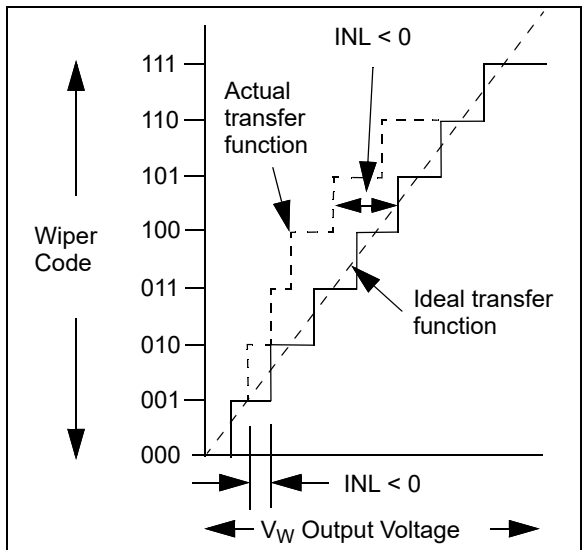 INL < 0
111
Actual
transfer
function
110
101
100
Wiper
Code
011
Ideal transfer
function
010
001
000
INL < 0
VW Output Voltage